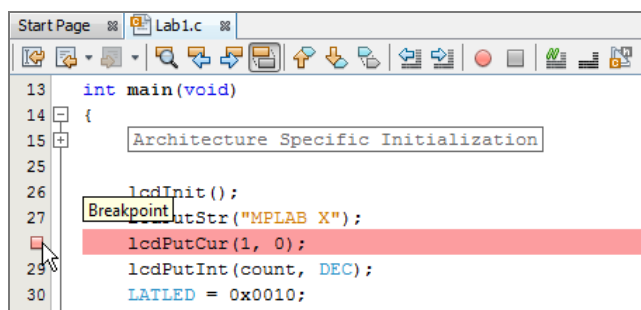 Start Page Lab1.c
13 int main(void)
14 {
15 Architecture Specific Initialization
25
26 lcdInit();
27 utStr("MPLAB X");
Breakpoint
lcdPutCur(1, 0);
29 lcdPutInt(count, DEC);
30 LATLED = 0x0010;